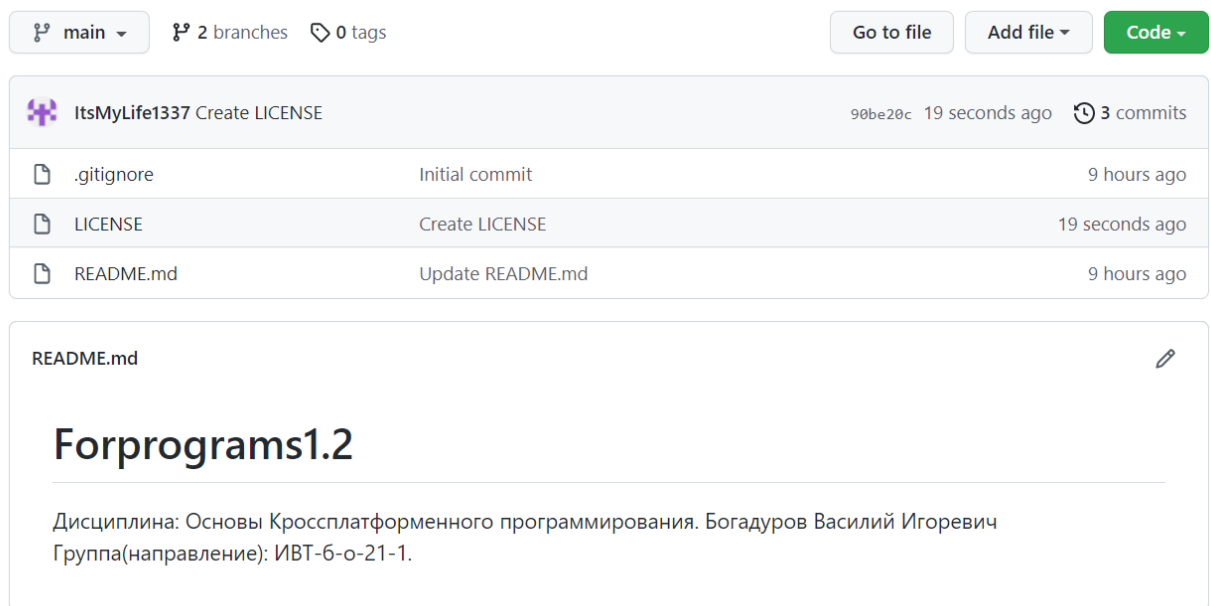 main 2 branches 0 tags Go to file Add file Code
ItsMyLife1337 Create LICENSE 90be20c 19 seconds ago 3 commits
.gitignore Initial commit 9 hours ago
LICENSE Create LICENSE 19 seconds ago
README.md Update README.md 9 hours ago
README.md
Forprograms1.2
Дисциплина: Основы Кроссплатформенного программирования. Богадуров Василий Игоревич
Группа(направление): ИВТ-б-о-21-1.